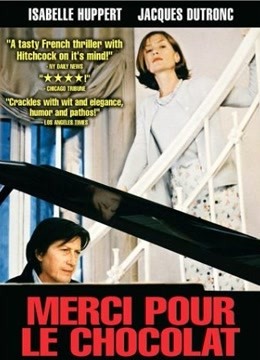 ISABELLE HUPPERT JACQUES DUTRONC
"A tasty French thriller with
Hitchcock on it's mind!"
— NY DAILY NEWS
"★★★★!"
— CHICAGO TRIBUNE
"Crackles with wit and elegance,
humor and pathos!"
— LOS ANGELES TIMES
MERCI POUR
LE CHOCOLAT